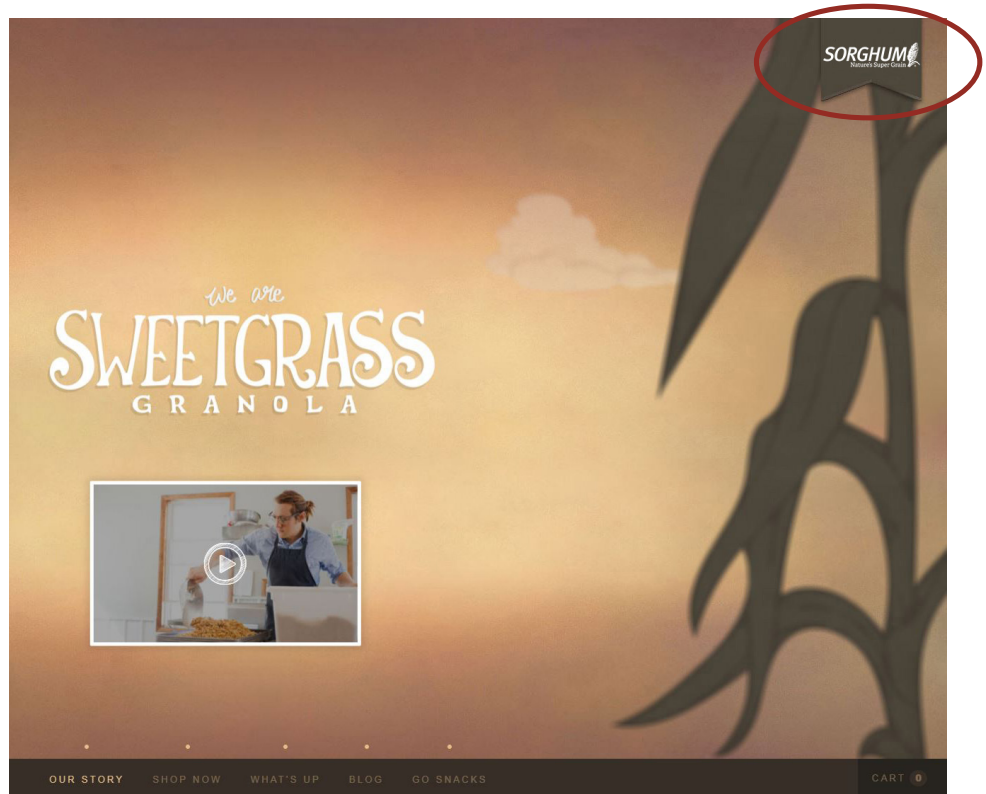 SORGHUM
Nature's Super Grain
we are
SWEETGRASS
GRANOLA
OUR STORY SHOP NOW WHAT'S UP BLOG GO SNACKS CART 0